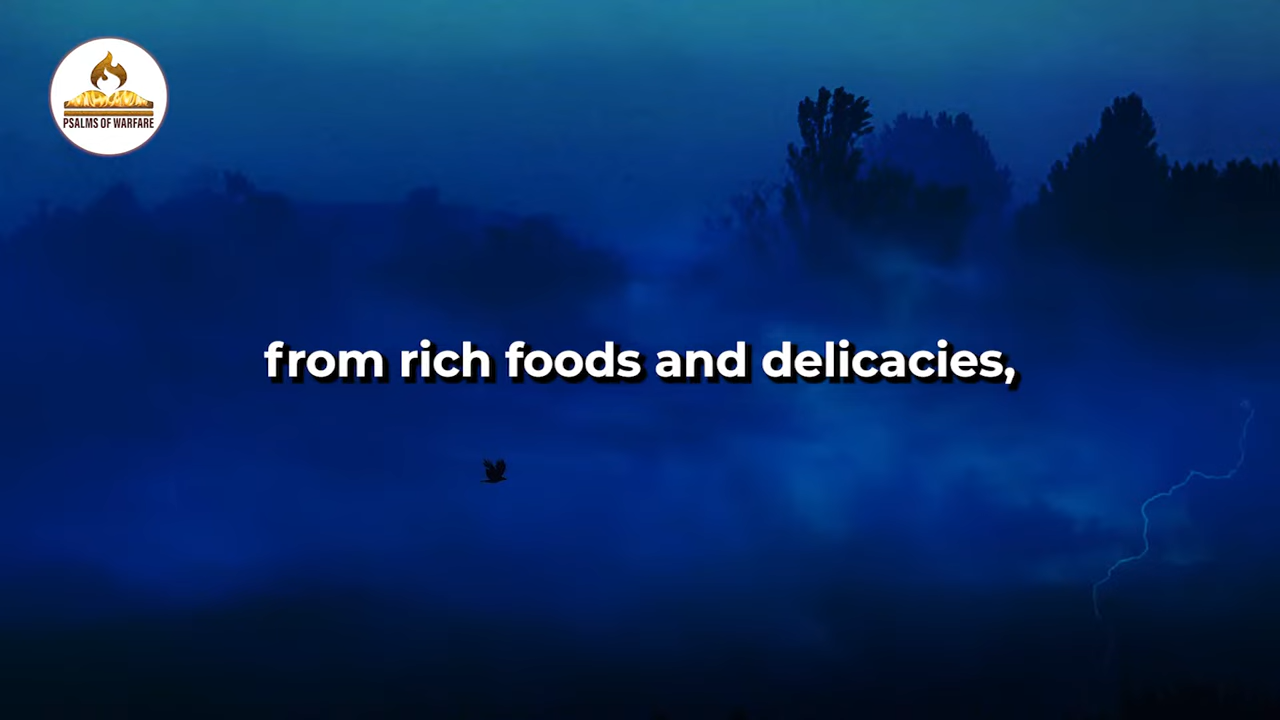 PSALMS OF WARFARE
from rich foods and delicacies,